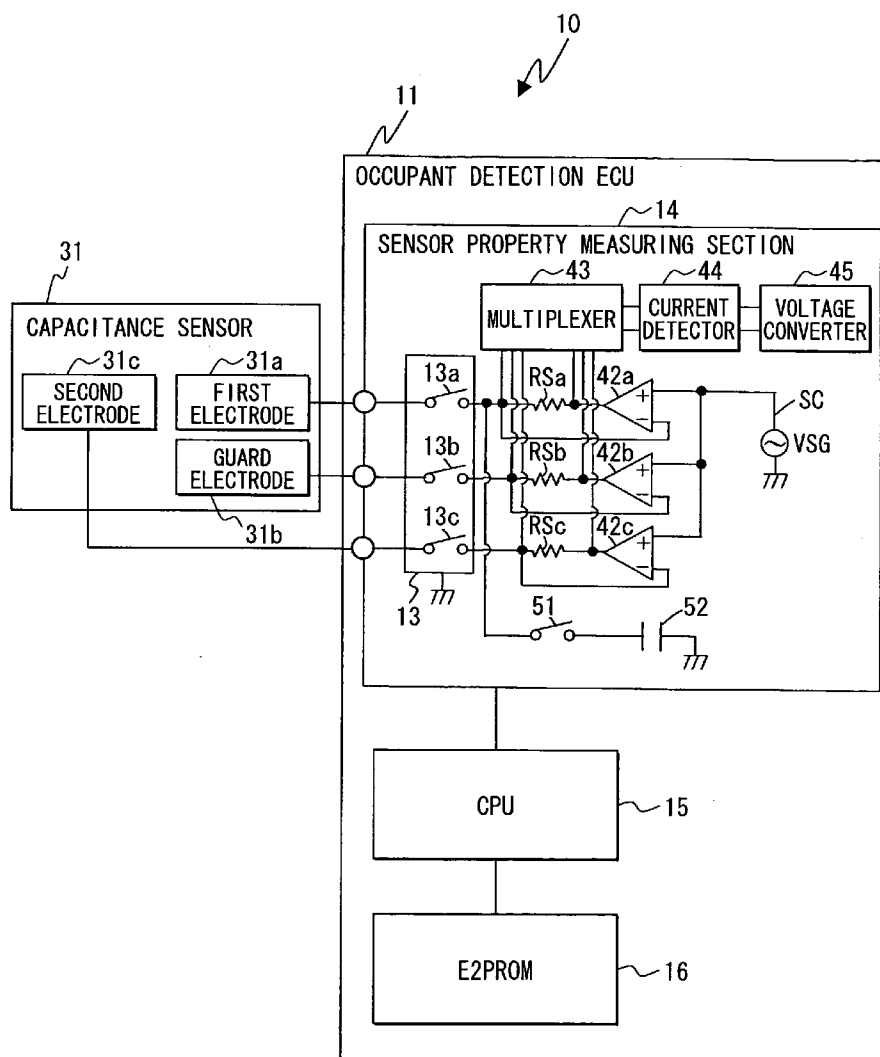 10
11
OCCUPANT DETECTION ECU
14
SENSOR PROPERTY MEASURING SECTION
31
CAPACITANCE SENSOR
43
44
45
MULTIPLEXER
CURRENT
DETECTOR
VOLTAGE
CONVERTER
31c
31a
SECOND
ELECTRODE
FIRST
ELECTRODE
13a
RSa
42a
+
-
SC
VSG
GUARD
ELECTRODE
31b
13b
RSb
42b
+
-
13c
RSc
42c
+
-
13
51
52
CPU
15
E2PROM
16